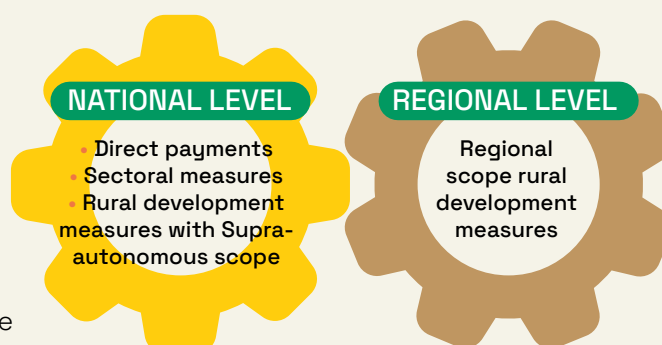 NATIONAL LEVEL
• Direct payments
• Sectoral measures
• Rural development
measures with Supra-
autonomous scope
REGIONAL LEVEL
Regional
scope rural
development
measures
e